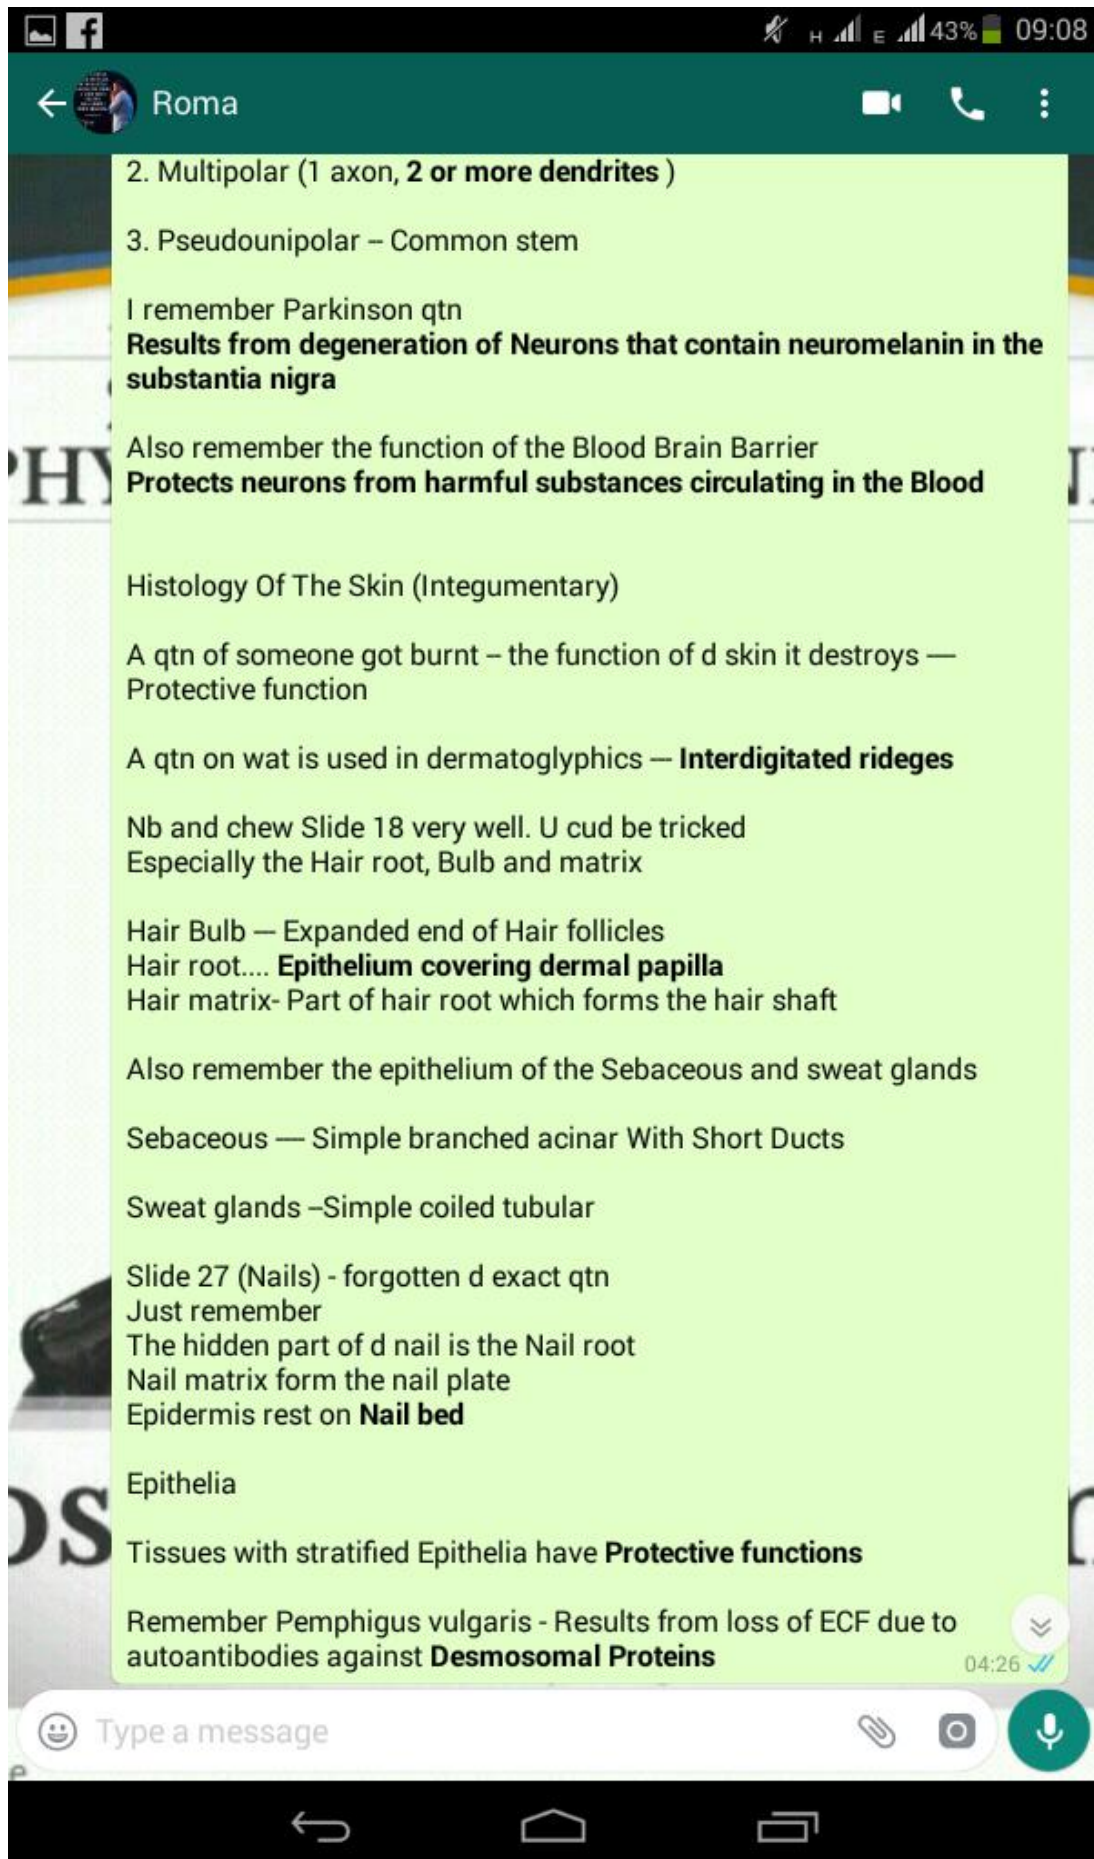 H E 43% 09:08
Roma
2. Multipolar (1 axon, 2 or more dendrites )
3. Pseudounipolar – Common stem
I remember Parkinson qtn
Results from degeneration of Neurons that contain neuromelanin in the
substantia nigra
Also remember the function of the Blood Brain Barrier
Protects neurons from harmful substances circulating in the Blood
Histology Of The Skin (Integumentary)
A qtn of someone got burnt – the function of d skin it destroys —
Protective function
A qtn on wat is used in dermatoglyphics — Interdigitated rideges
Nb and chew Slide 18 very well. U cud be tricked
Especially the Hair root, Bulb and matrix
Hair Bulb — Expanded end of Hair follicles
Hair root.... Epithelium covering dermal papilla
Hair matrix- Part of hair root which forms the hair shaft
Also remember the epithelium of the Sebaceous and sweat glands
Sebaceous — Simple branched acinar With Short Ducts
Sweat glands –Simple coiled tubular
Slide 27 (Nails) - forgotten d exact qtn
Just remember
The hidden part of d nail is the Nail root
Nail matrix form the nail plate
Epidermis rest on Nail bed
Epithelia
Tissues with stratified Epithelia have Protective functions
Remember Pemphigus vulgaris - Results from loss of ECF due to
autoantibodies against Desmosomal Proteins
04:26
Type a message